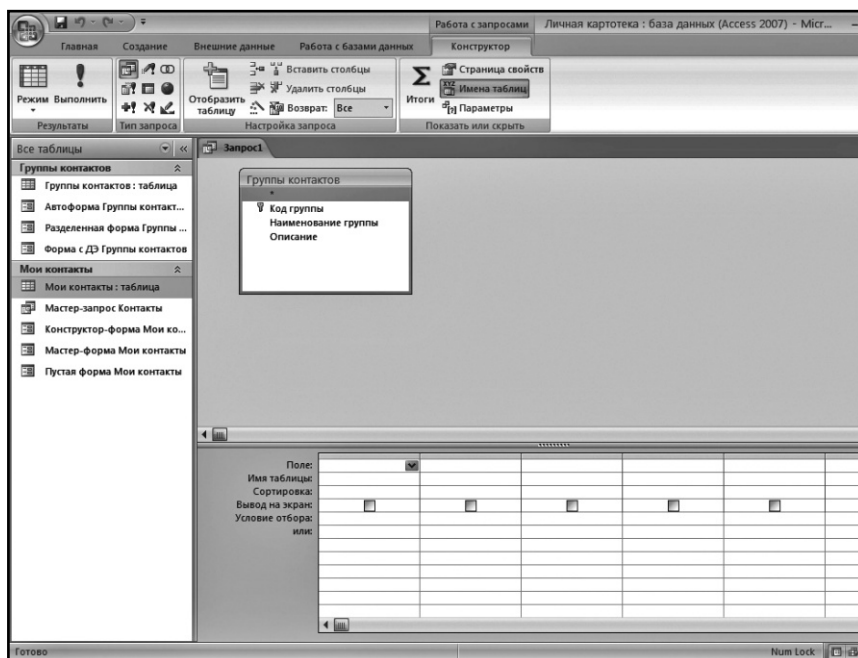 Работа с запросами
Личная картотека : база данных (Access 2007) - Micr...
Главная Создание Внешние данные Работа с базами данных Конструктор
Режим
Выполнить
Результаты
Тип запроса
Отобразить таблицу
Вставить столбцы
Удалить столбцы
Возврат: Все
Настройка запроса
Итоги
Страница свойств
Имена таблиц
Параметры
Показать или скрыть
Все таблицы
Группы контактов
Группы контактов : таблица
Автоформа Группы контакт...
Разделенная форма Группы ...
Форма с ДЭ Группы контактов
Мои контакты
Мои контакты : таблица
Мастер-запрос Контакты
Конструктор-форма Мои ко...
Мастер-форма Мои контакты
Пустая форма Мои контакты
Запрос1
Группы контактов
*
Код группы
Наименование группы
Описание
Поле:
Имя таблицы:
Сортировка:
Вывод на экран:
Условие отбора:
или:
Готово
Num Lock